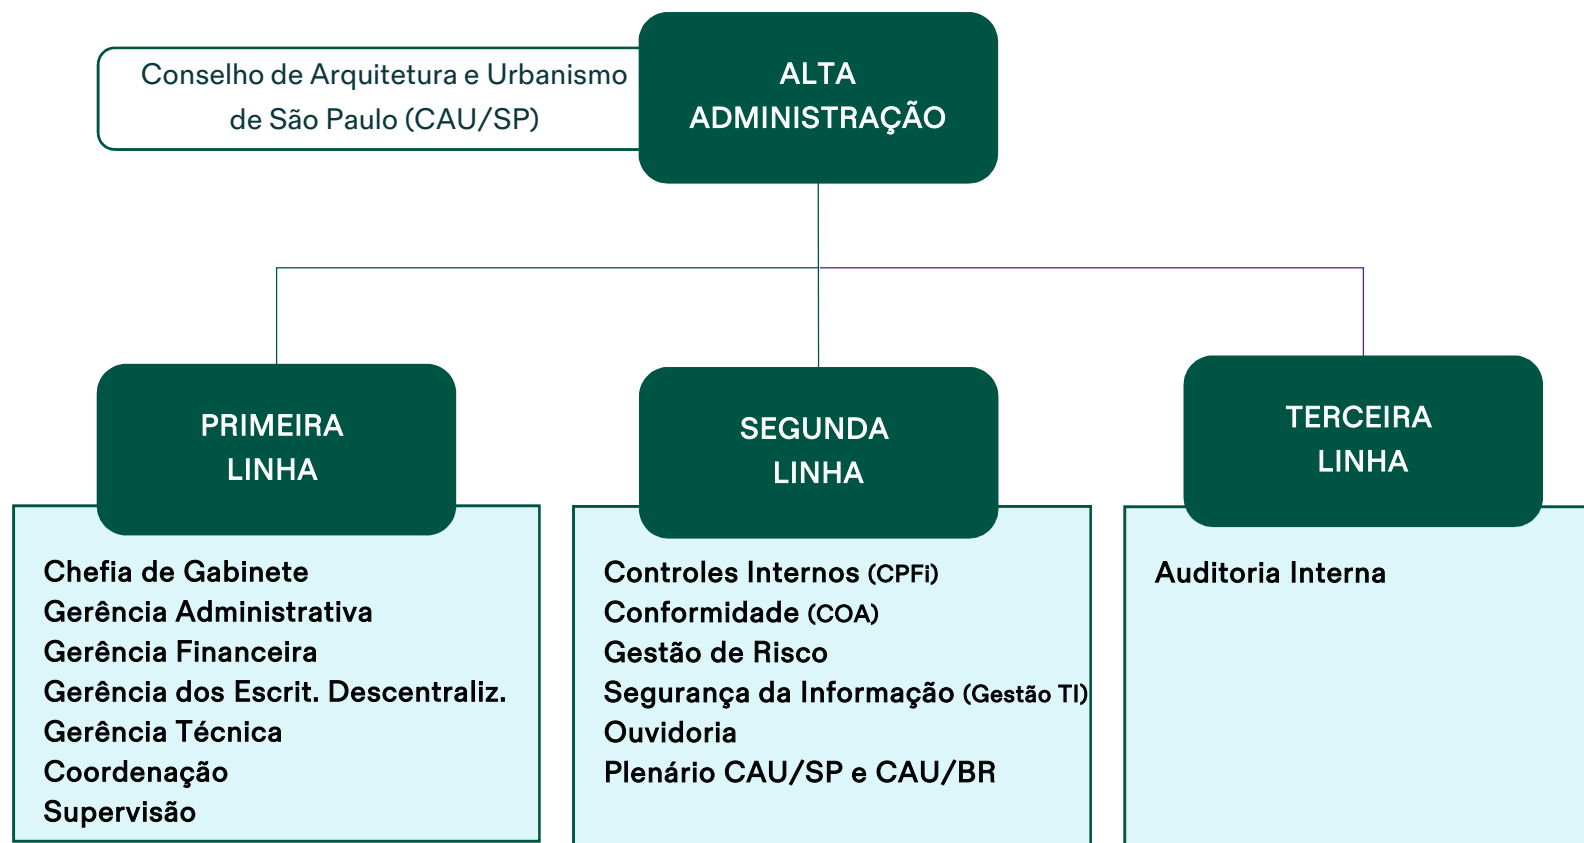 Conselho de Arquitetura e Urbanismo
de São Paulo (CAU/SP)
ALTA
ADMINISTRAÇÃO
PRIMEIRA
LINHA
Chefia de Gabinete
Gerência Administrativa
Gerência Financeira
Gerência dos Escrit. Descentraliz.
Gerência Técnica
Coordenação
Supervisão
SEGUNDA
LINHA
Controles Internos (CPFi)
Conformidade (COA)
Gestão de Risco
Segurança da Informação (Gestão TI)
Ouvidoria
Plenário CAU/SP e CAU/BR
TERCEIRA
LINHA
Auditoria Interna